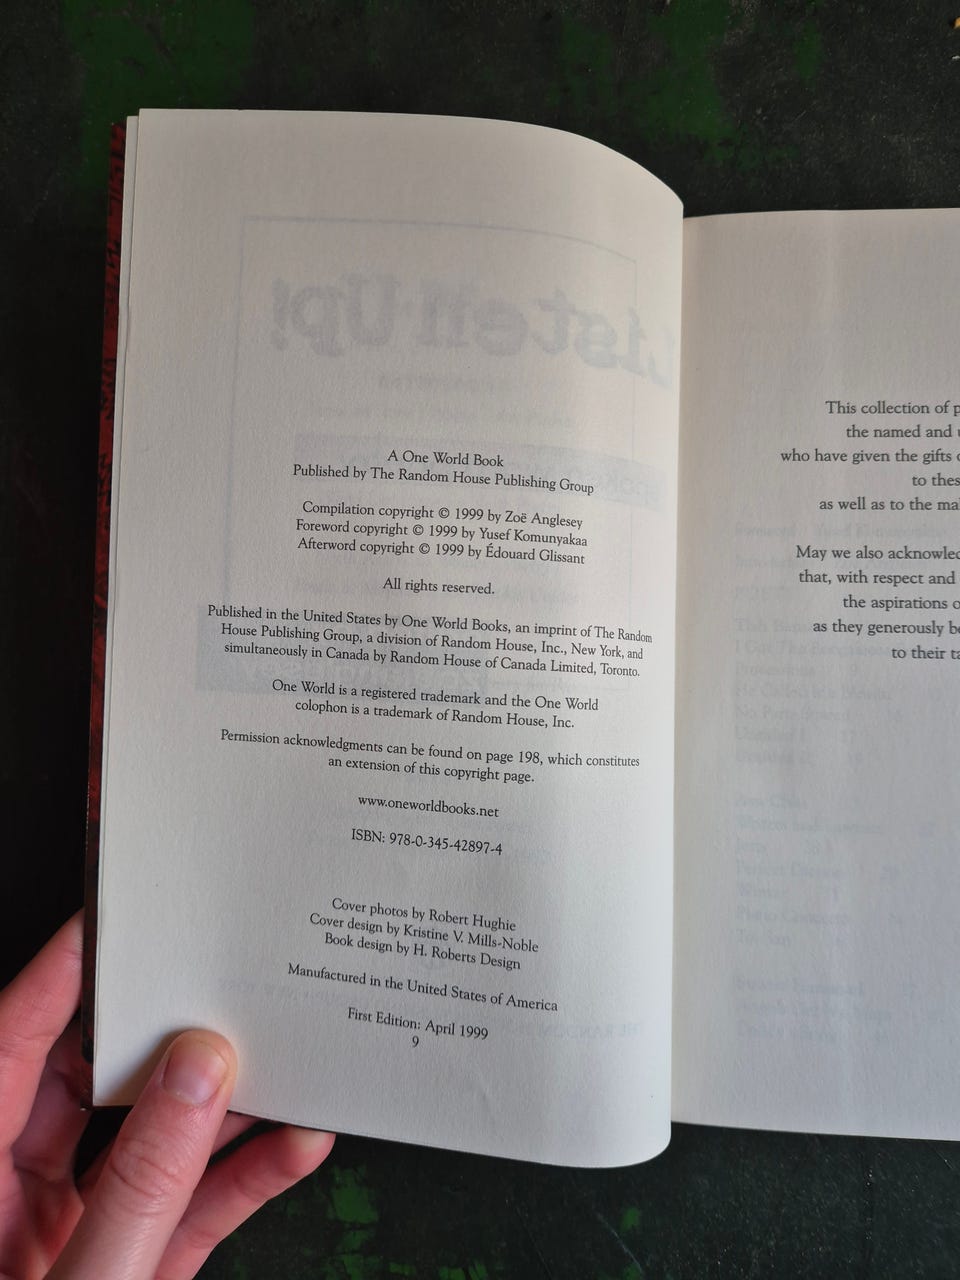 Listen Up!
A One World Book
Published by The Random House Publishing Group
Compilation copyright © 1999 by Zoë Anglesey
Foreword copyright © 1999 by Yusef Komunyakaa
Afterword copyright © 1999 by Édouard Glissant
All rights reserved.
Published in the United States by One World Books, an imprint of The Random
House Publishing Group, a division of Random House, Inc., New York, and
simultaneously in Canada by Random House of Canada Limited, Toronto.
One World is a registered trademark and the One World
colophon is a trademark of Random House, Inc.
Permission acknowledgments can be found on page 198, which constitutes
an extension of this copyright page.
www.oneworldbooks.net
ISBN: 978-0-345-42897-4
Cover photos by Robert Hughie
Cover design by Kristine V. Mills-Noble
Book design by H. Roberts Design
Manufactured in the United States of America
First Edition: April 1999
9
This collection of p
the named and u
who have given the gifts o
to thes
as well as to the ma
May we also acknowled
that, with respect and
the aspirations o
as they generously be
to their ta